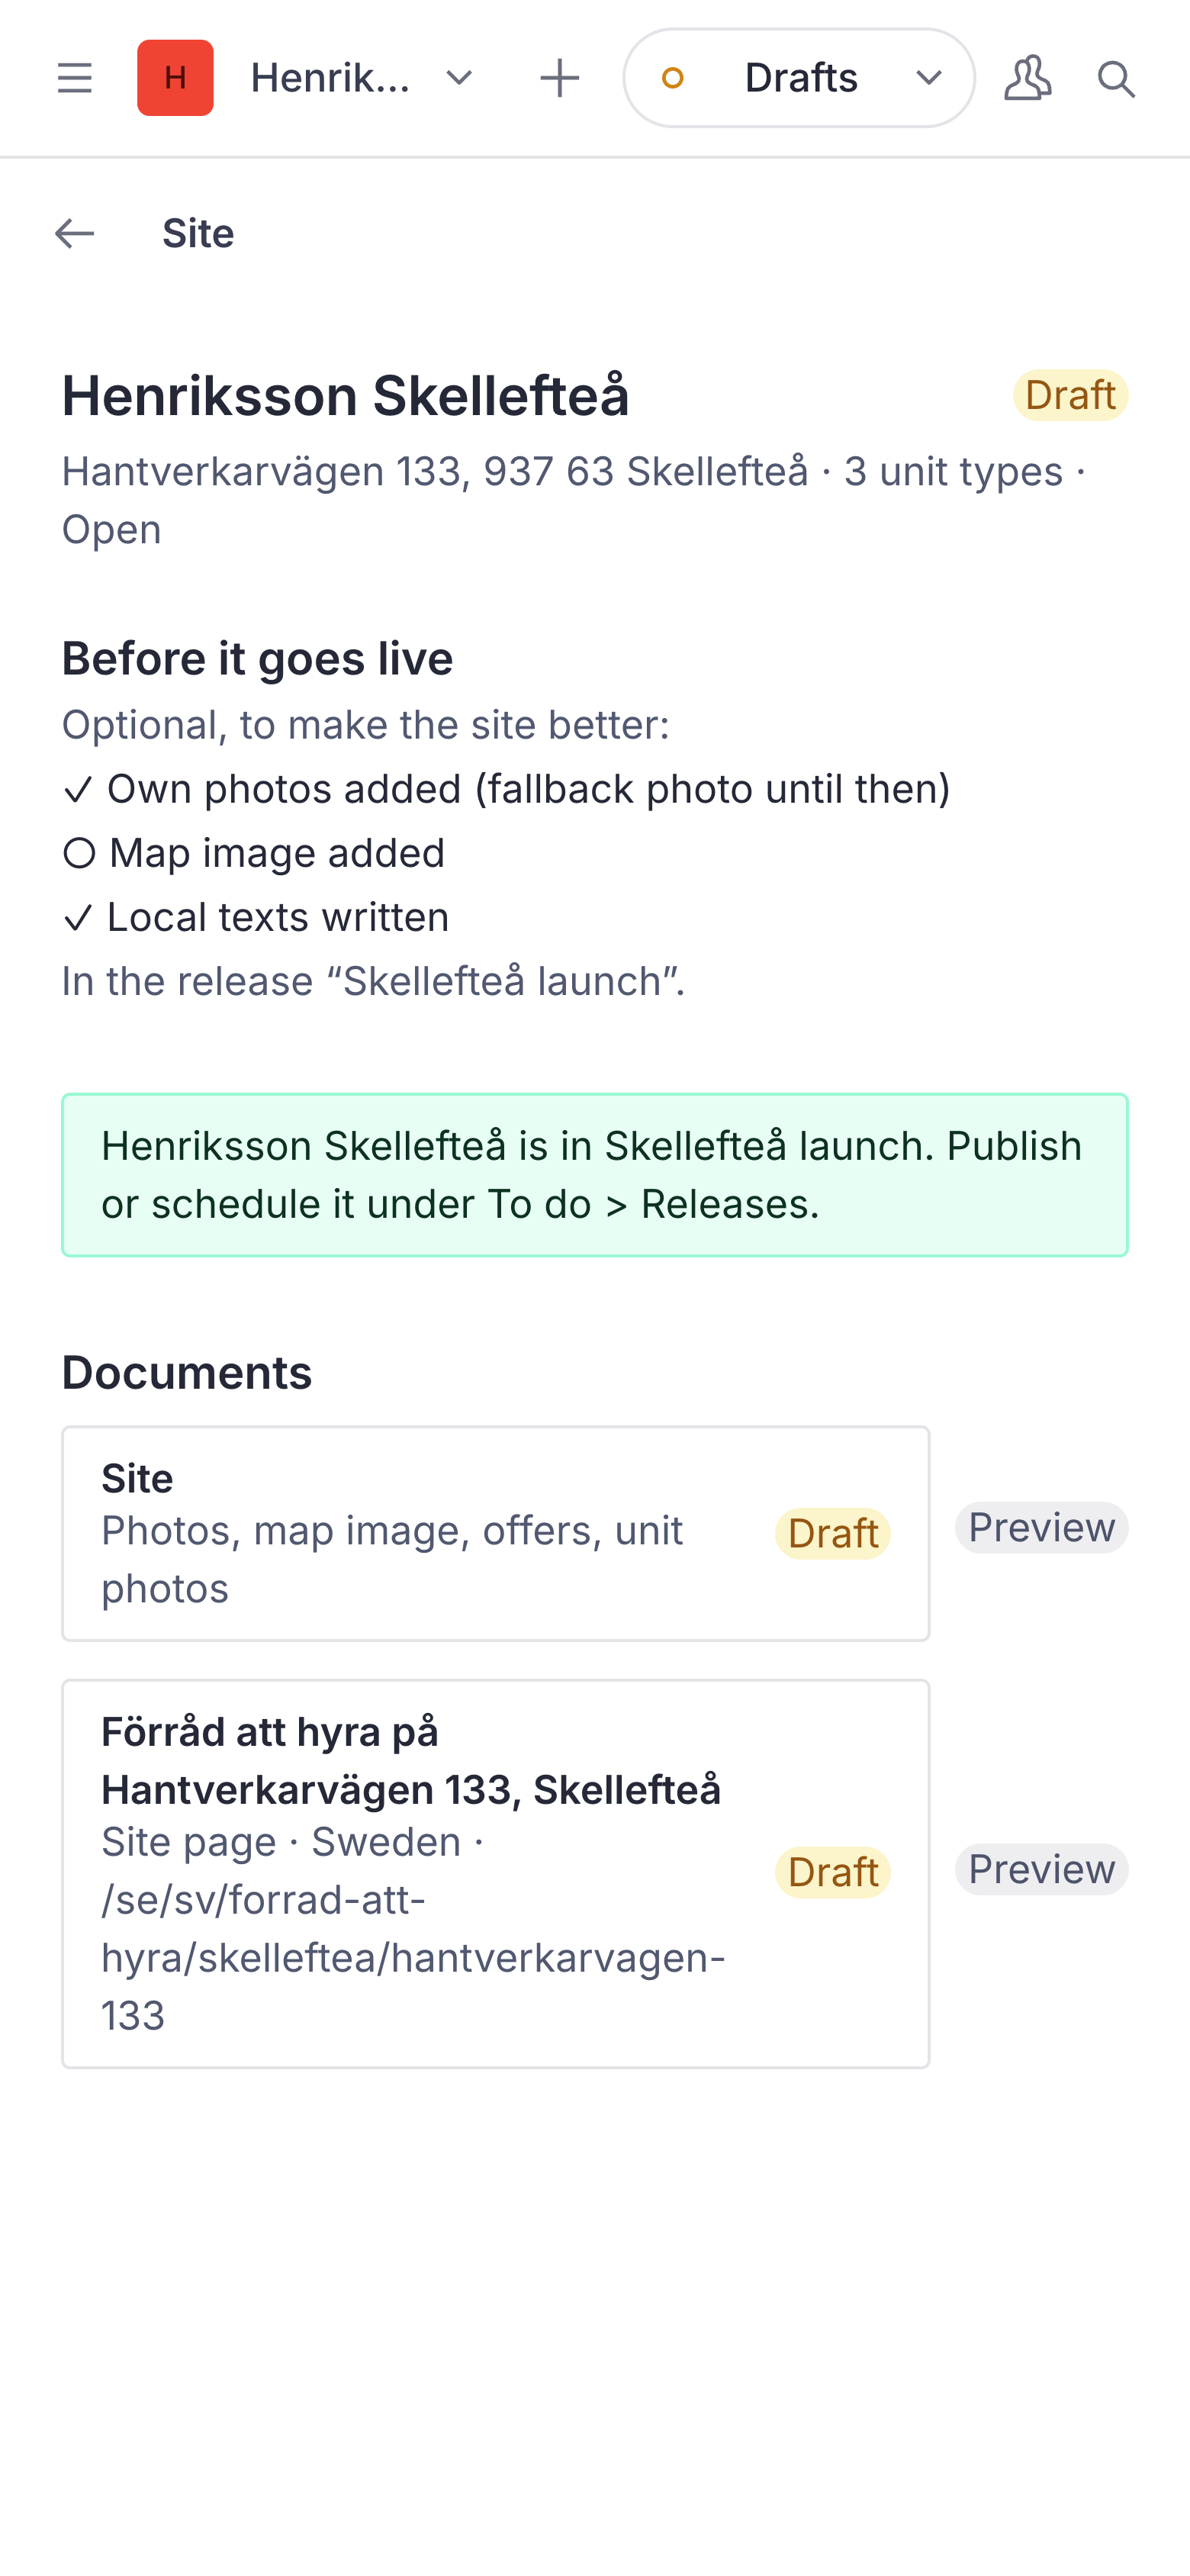 H Henrik... Drafts
Site
Henriksson Skellefteå Draft
Hantverkarvägen 133, 937 63 Skellefteå · 3 unit types ·
Open
Before it goes live
Optional, to make the site better:
✓ Own photos added (fallback photo until then)
○ Map image added
✓ Local texts written
In the release “Skellefteå launch”.
Henriksson Skellefteå is in Skellefteå launch. Publish
or schedule it under To do > Releases.
Documents
Site
Photos, map image, offers, unit
photos
Draft
Preview
Förråd att hyra på
Hantverkarvägen 133, Skellefteå
Site page · Sweden ·
/se/sv/forrad-att-
hyra/skelleftea/hantverkarvagen-
133
Draft
Preview